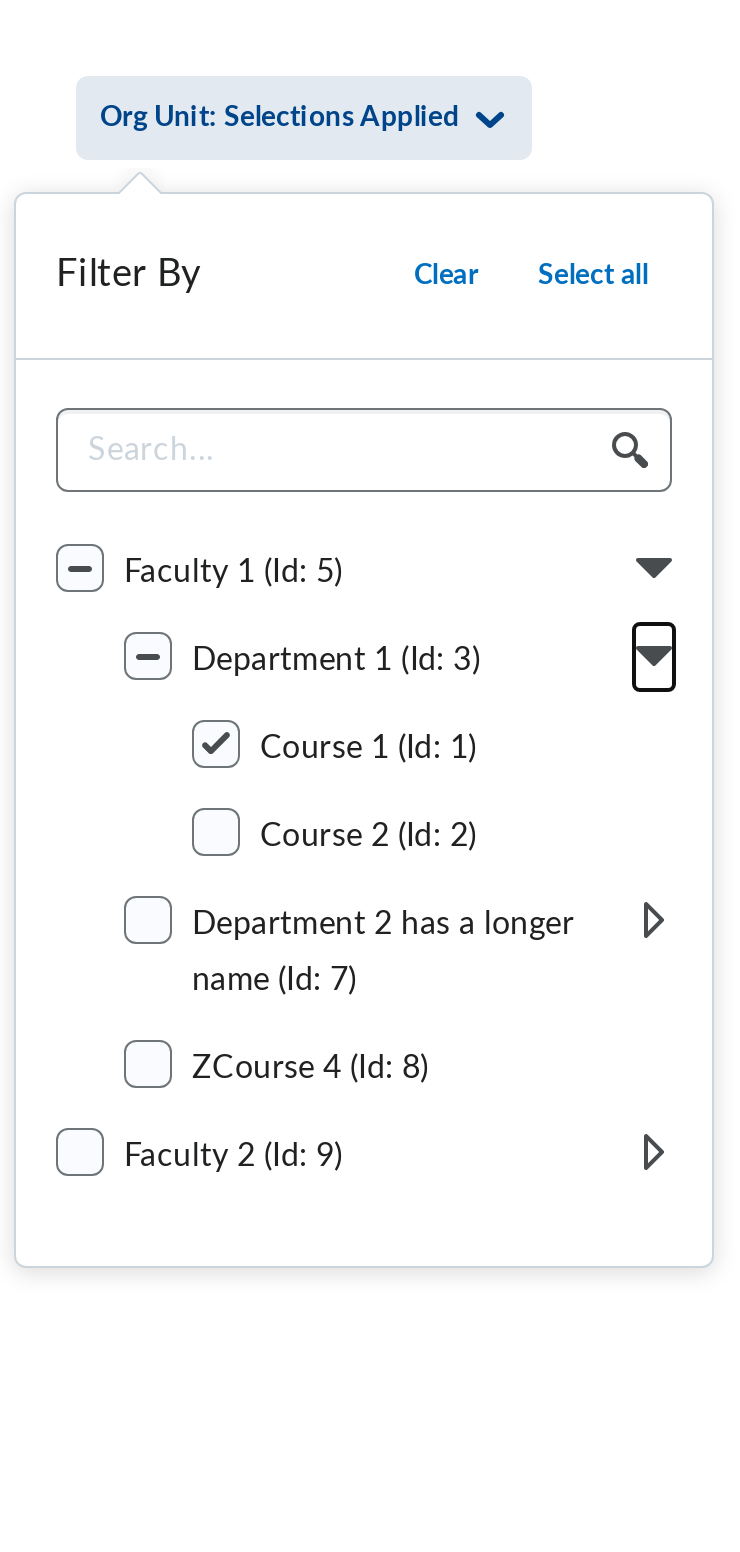 Org Unit: Selections Applied
Filter By
Clear
Select all
Search...
Faculty 1 (Id: 5)
Department 1 (Id: 3)
Course 1 (Id: 1)
Course 2 (Id: 2)
Department 2 has a longer
name (Id: 7)
ZCourse 4 (Id: 8)
Faculty 2 (Id: 9)